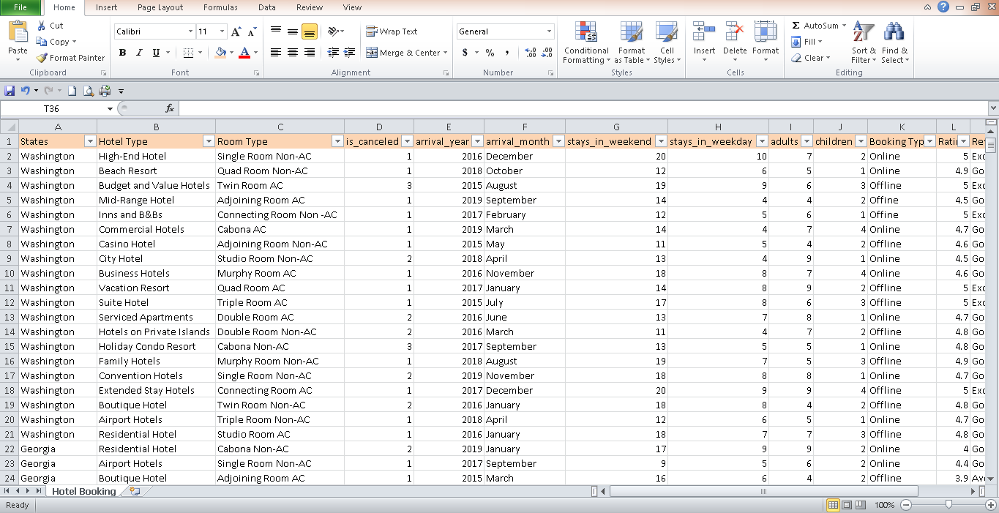 File Home Insert Page Layout Formulas Data Review View
Paste Cut Copy Format Painter Clipboard
Calibri 11 B I U Font
Wrap Text Merge & Center Alignment
General $ % , Number
Conditional Formatting Format as Table Cell Styles Styles
Insert Delete Format Cells
Σ AutoSum Fill Clear Sort & Filter Find & Select Editing
T36 fx
A B C D E F G H I J K L
1 States Hotel Type Room Type is_canceled arrival_year arrival_month stays_in_weekend stays_in_weekday adults children Booking Typ Ratin Re
2 Washington High-End Hotel Single Room Non-AC 1 2016 December 20 10 7 2 Online 5 Exc
3 Washington Beach Resort Quad Room Non-AC 1 2018 October 12 6 5 1 Online 4.9 Go
4 Washington Budget and Value Hotels Twin Room AC 3 2015 August 19 9 6 3 Offline 5 Exc
5 Washington Mid-Range Hotel Adjoining Room AC 1 2019 September 14 4 4 2 Offine 4.5 Go
6 Washington Inns and B&Bs Connecting Room Non -AC 1 2017 February 12 5 6 1 Offine 5 Exc
7 Washington Commercial Hotels Cabona AC 1 2019 March 14 4 7 4 Online 4.7 Go
8 Washington Casino Hotel Adjoining Room Non-AC 1 2015 May 11 5 4 2 Offline 4.6 Go
9 Washington City Hotel Studio Room Non-AC 2 2018 April 13 4 9 1 Online 4.5 Go
10 Washington Business Hotels Murphy Room AC 1 2016 November 18 8 7 4 Online 4.6 Go
11 Washington Vacation Resort Quad Room AC 1 2017 January 14 8 9 2 Offline 5 Exc
12 Washington Suite Hotel Triple Room AC 1 2015 July 17 8 6 3 Offline 5 Exc
13 Washington Serviced Apartments Double Room AC 2 2016 June 13 7 8 1 Online 4.7 Go
14 Washington Hotels on Private Islands Double Room Non-AC 2 2016 March 11 4 7 2 Offline 4.8 Go
15 Washington Holiday Condo Resort Cabona Non-AC 3 2017 September 13 5 5 1 Online 4.8 Go
16 Washington Family Hotels Murphy Room Non-AC 1 2018 August 19 7 5 3 Offline 4.9 Go
17 Washington Convention Hotels Single Room Non-AC 2 2019 November 18 8 8 1 Online 4.7 Go
18 Washington Extended Stay Hotels Connecting Room AC 1 2017 December 20 9 9 4 Offline 5 Exc
19 Washington Boutique Hotel Twin Room Non-AC 2 2016 January 18 8 4 2 Offline 4.8 Go
20 Washington Airport Hotels Triple Room Non-AC 1 2018 April 12 6 5 1 Online 4.7 Go
21 Washington Residential Hotel Studio Room AC 1 2016 January 18 7 7 3 Offline 4.8 Go
22 Georgia Residential Hotel Cabona Non-AC 2 2019 January 17 9 9 2 Online 4 Go
23 Georgia Airport Hotels Single Room Non-AC 1 2017 September 9 5 6 2 Online 4.4 Go
24 Georgia Boutique Hotel Adjoining Room AC 1 2015 March 16 6 4 2 Offline 3.9 Av
Hotel Booking
Ready 100%